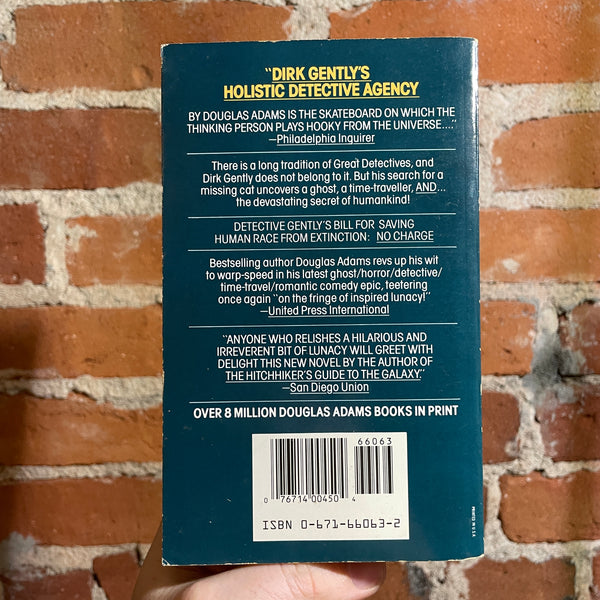 "DIRK GENTLY'S
HOLISTIC DETECTIVE AGENCY
BY DOUGLAS ADAMS IS THE SKATEBOARD ON WHICH THE
THINKING PERSON PLAYS HOOKY FROM THE UNIVERSE...."
—Philadelphia Inquirer
There is a long tradition of Great Detectives, and
Dirk Gently does not belong to it. But his search for a
missing cat uncovers a ghost, a time-traveller, AND...
the devastating secret of humankind!
DETECTIVE GENTLY'S BILL FOR SAVING
HUMAN RACE FROM EXTINCTION: NO CHARGE
Bestselling author Douglas Adams revs up his wit
to warp-speed in his latest ghost/horror/detective/
time-travel/romantic comedy epic, teetering
once again "on the fringe of inspired lunacy!"
—United Press International
"ANYONE WHO RELISHES A HILARIOUS AND
IRREVERENT BIT OF LUNACY WILL GREET WITH
DELIGHT THIS NEW NOVEL BY THE AUTHOR OF
THE HITCHHIKER'S GUIDE TO THE GALAXY."
—San Diego Union
OVER 8 MILLION DOUGLAS ADAMS BOOKS IN PRINT
66063
0 76714 00450 4
ISBN 0-671-66063-2
PRINTED IN U.S.A.